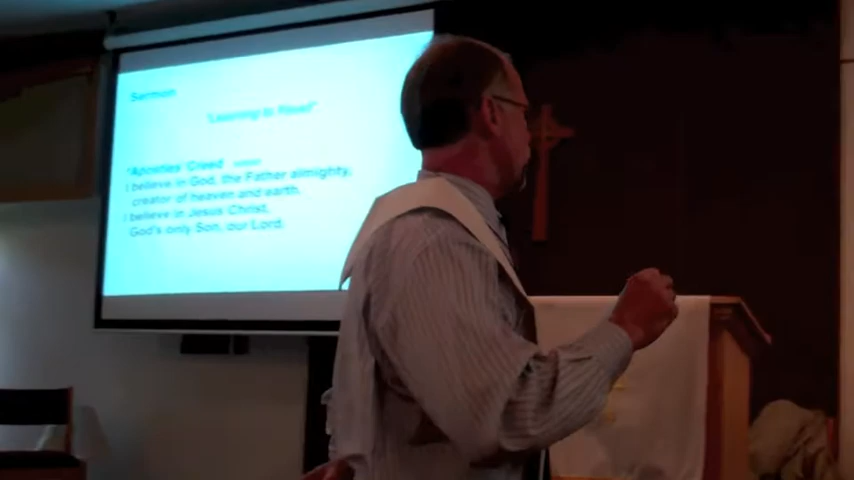 Sermon
"Learning to Read"
*Apostles' Creed
I believe in God, the Father almighty,
creator of heaven and earth.
I believe in Jesus Christ,
God's only Son, our Lord.